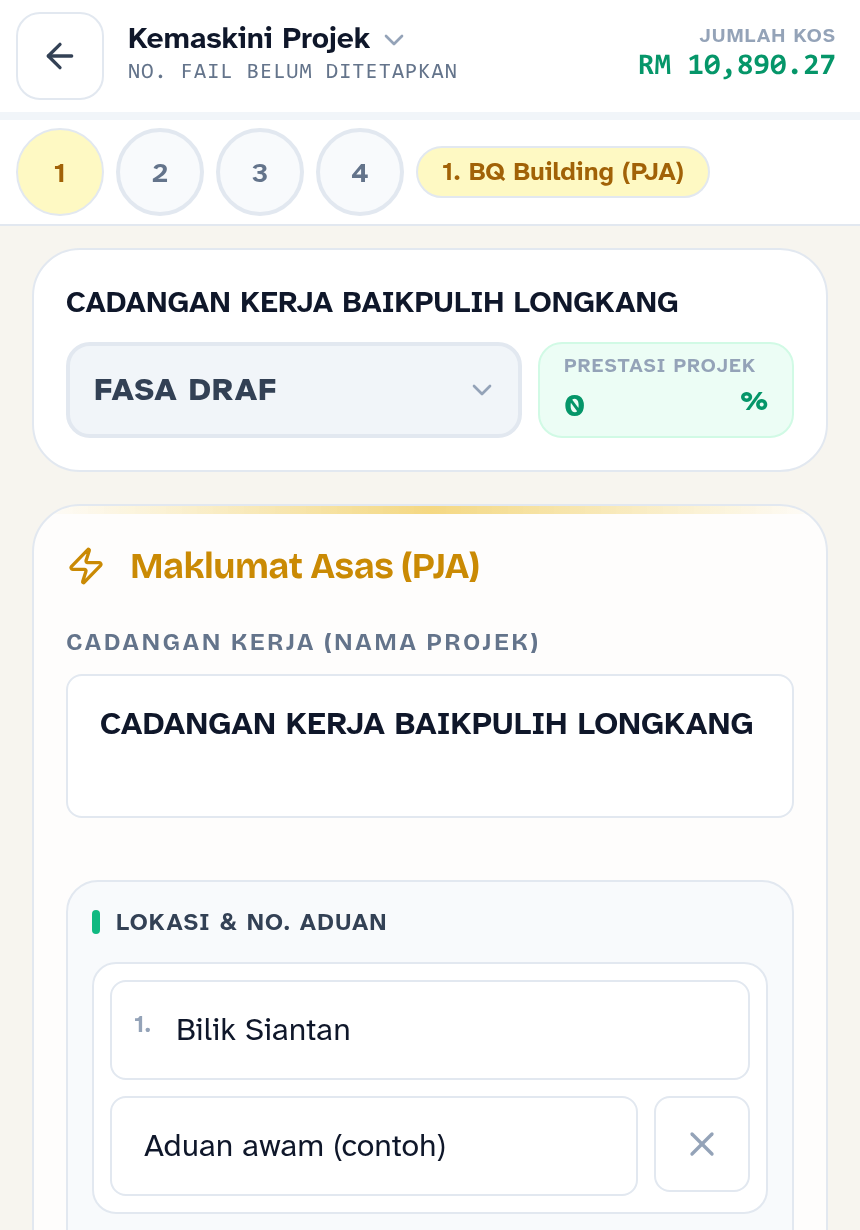 Kemaskini Projek
NO. FAIL BELUM DITETAPKAN
JUMLAH KOS
RM 10,890.27
1
2
3
4
1. BQ Building (PJA)
CADANGAN KERJA BAIKPULIH LONGKANG
FASA DRAF
PRESTASI PROJEK
0 %
Maklumat Asas (PJA)
CADANGAN KERJA (NAMA PROJEK)
CADANGAN KERJA BAIKPULIH LONGKANG
LOKASI & NO. ADUAN
1. Bilik Siantan
Aduan awam (contoh)